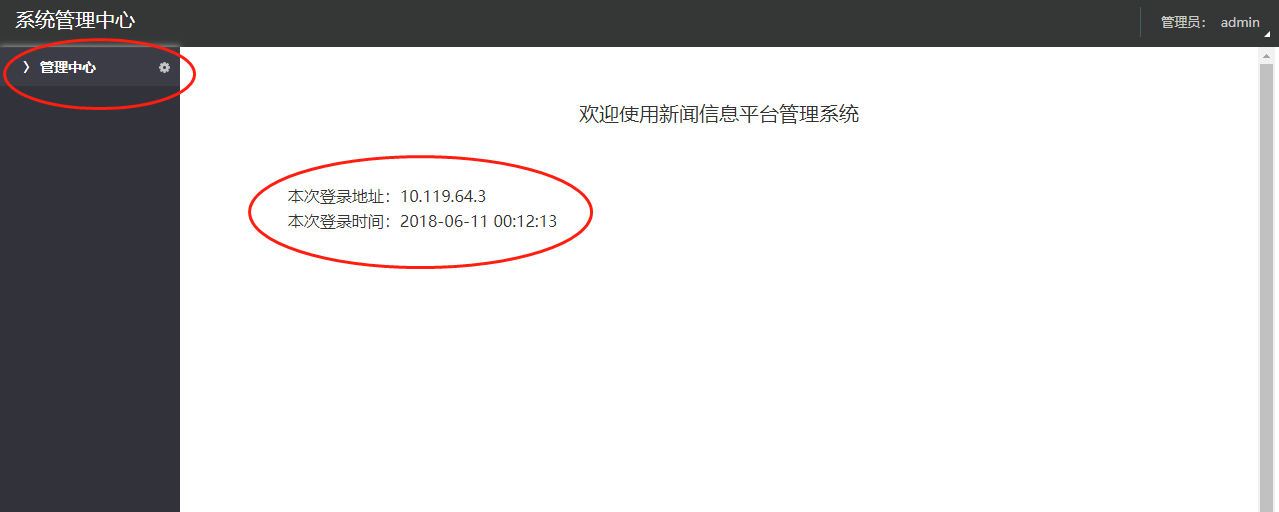 系统管理中心
管理员： admin
管理中心
欢迎使用新闻信息平台管理系统
本次登录地址：10.119.64.3
本次登录时间：2018-06-11 00:12:13